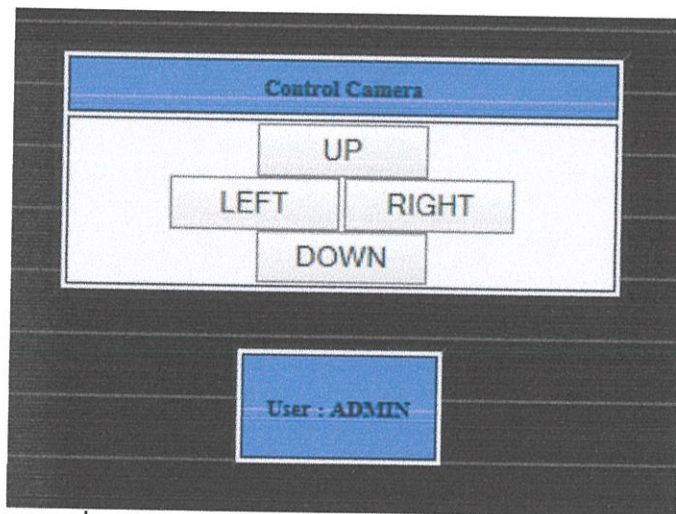 Control Camera
UP
LEFT RIGHT
DOWN
User : ADMIN